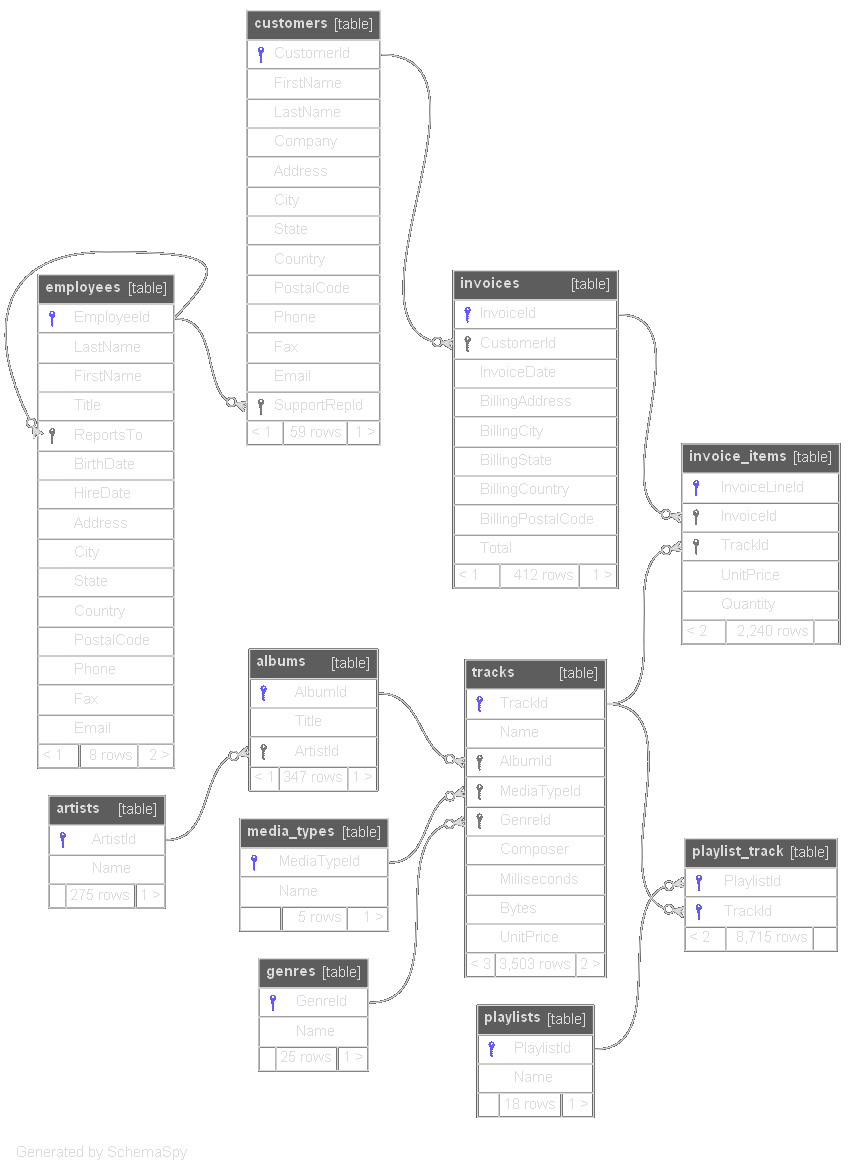 customers [table]
CustomerId
FirstName
LastName
Company
Address
City
State
Country
PostalCode
Phone
Fax
Email
SupportRepId
< 1 59 rows 1 >
employees [table]
EmployeeId
LastName
FirstName
Title
ReportsTo
BirthDate
HireDate
Address
City
State
Country
PostalCode
Phone
Fax
Email
< 1 8 rows 2 >
invoices [table]
InvoiceId
CustomerId
InvoiceDate
BillingAddress
BillingCity
BillingState
BillingCountry
BillingPostalCode
Total
< 1 412 rows 1 >
invoice_items [table]
InvoiceLineId
InvoiceId
TrackId
UnitPrice
Quantity
< 2 2,240 rows
albums [table]
AlbumId
Title
ArtistId
< 1 347 rows 1 >
tracks [table]
TrackId
Name
AlbumId
MediaTypeId
GenreId
Composer
Milliseconds
Bytes
UnitPrice
< 3 3,503 rows 2 >
artists [table]
ArtistId
Name
275 rows 1 >
media_types [table]
MediaTypeId
Name
5 rows 1 >
playlist_track [table]
PlaylistId
TrackId
< 2 8,715 rows
genres [table]
GenreId
Name
25 rows 1 >
playlists [table]
PlaylistId
Name
18 rows 1 >
Generated by SchemaSpy